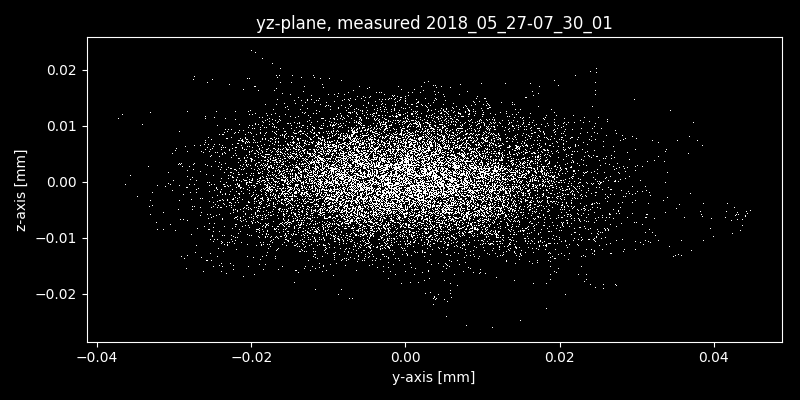 yz-plane, measured 2018_05_27-07_30_01
z-axis [mm]
0.02
0.01
0.00
−0.01
−0.02
−0.04 −0.02 0.00 0.02 0.04
y-axis [mm]